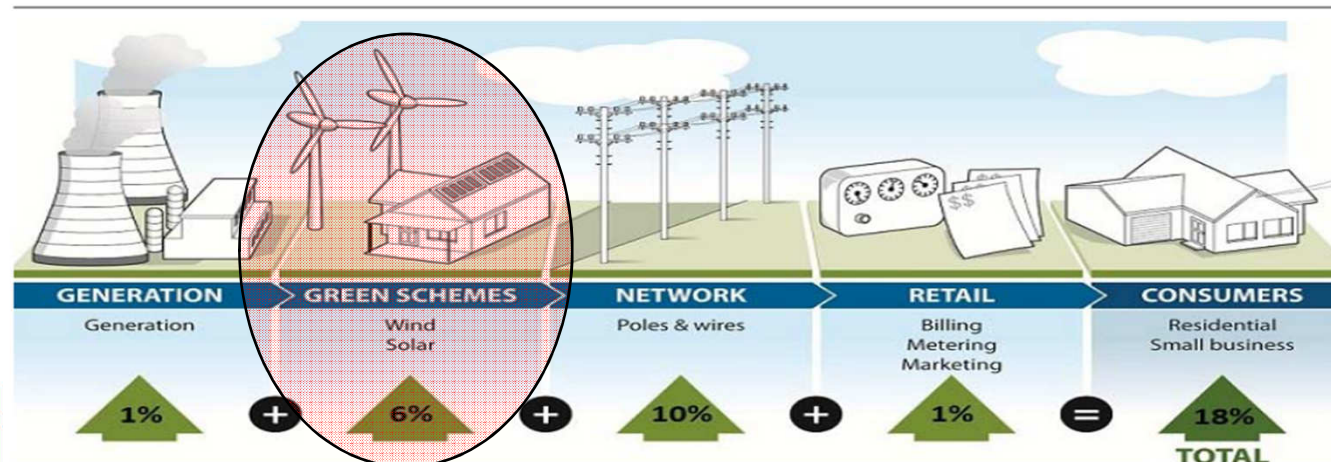 $$
$$
GENERATION
GREEN SCHEMES
NETWORK
RETAIL
CONSUMERS
Generation
Wind
Solar
Poles & wires
Billing
Metering
Marketing
Residential
Small business
1%
+
6%
+
10%
+
1%
=
18%
TOTAL